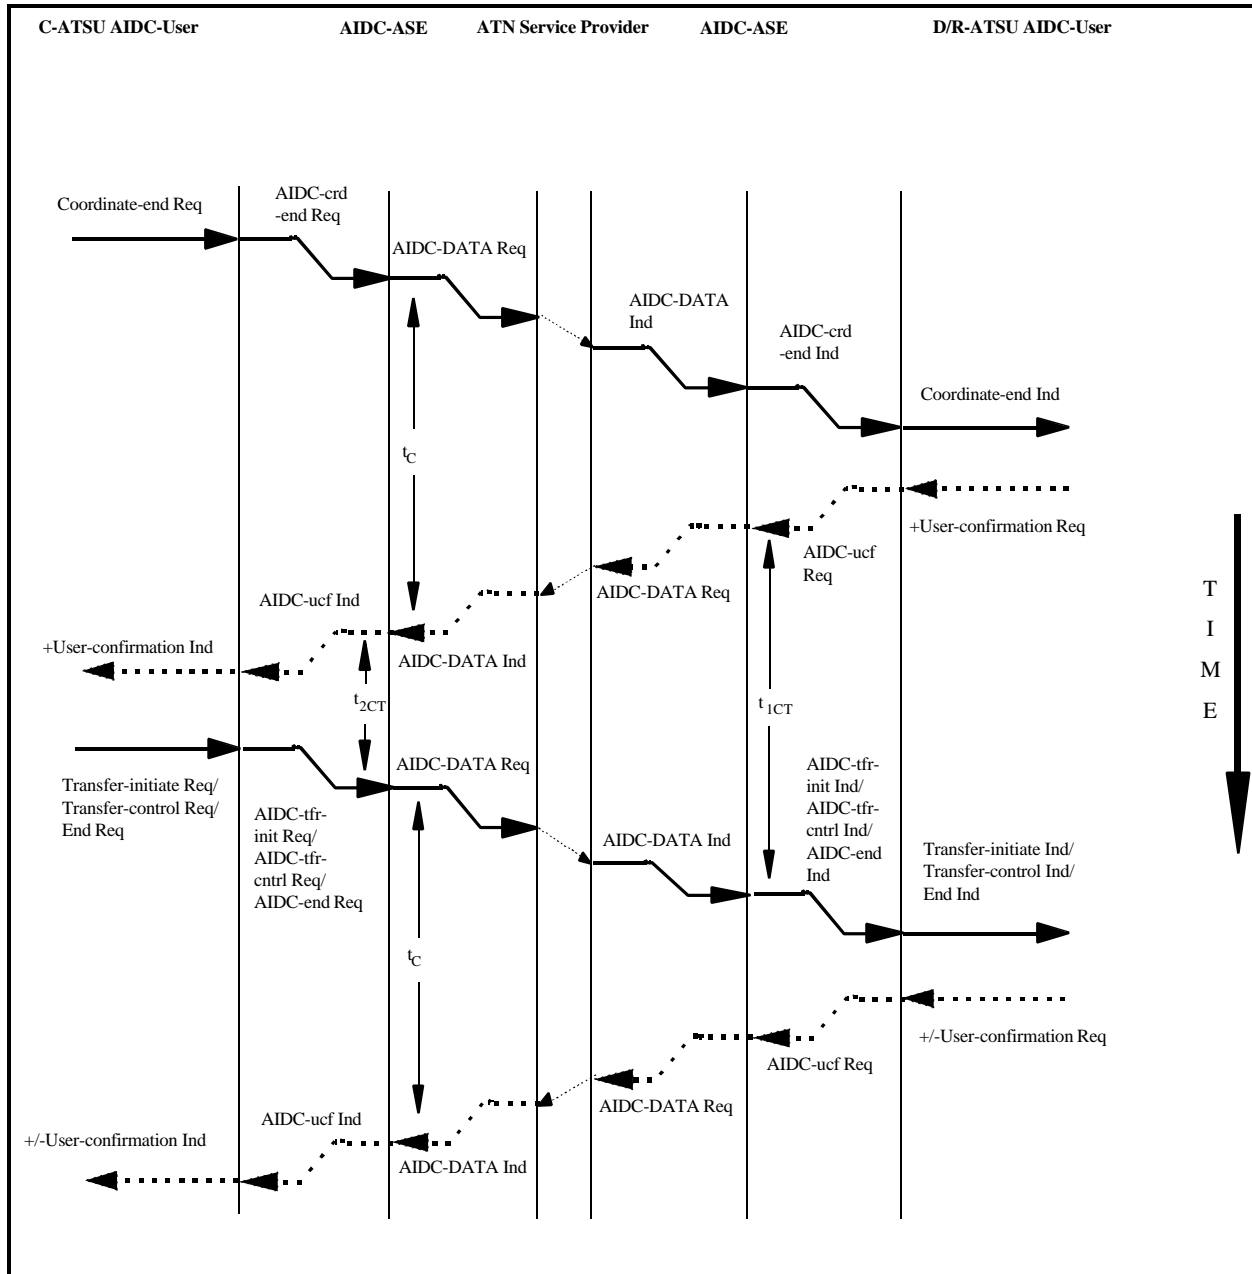 C-ATSU AIDC-User
AIDC-ASE
ATN Service Provider
AIDC-ASE
D/R-ATSU AIDC-User
Coordinate-end Req
AIDC-crd
-end Req
AIDC-DATA Req
AIDC-DATA
Ind
AIDC-crd
-end Ind
Coordinate-end Ind
tC
+User-confirmation Req
AIDC-ucf
Req
AIDC-DATA Req
AIDC-ucf Ind
+User-confirmation Ind
AIDC-DATA Ind
t2CT
t1CT
T
I
M
E
Transfer-initiate Req/
Transfer-control Req/
End Req
AIDC-tfr-
init Req/
AIDC-tfr-
cntrl Req/
AIDC-end Req
AIDC-DATA Req
AIDC-DATA Ind
AIDC-tfr-
init Ind/
AIDC-tfr-
cntrl Ind/
AIDC-end
Ind
Transfer-initiate Ind/
Transfer-control Ind/
End Ind
tC
+/-User-confirmation Req
AIDC-ucf Req
AIDC-DATA Req
AIDC-ucf Ind
+/-User-confirmation Ind
AIDC-DATA Ind